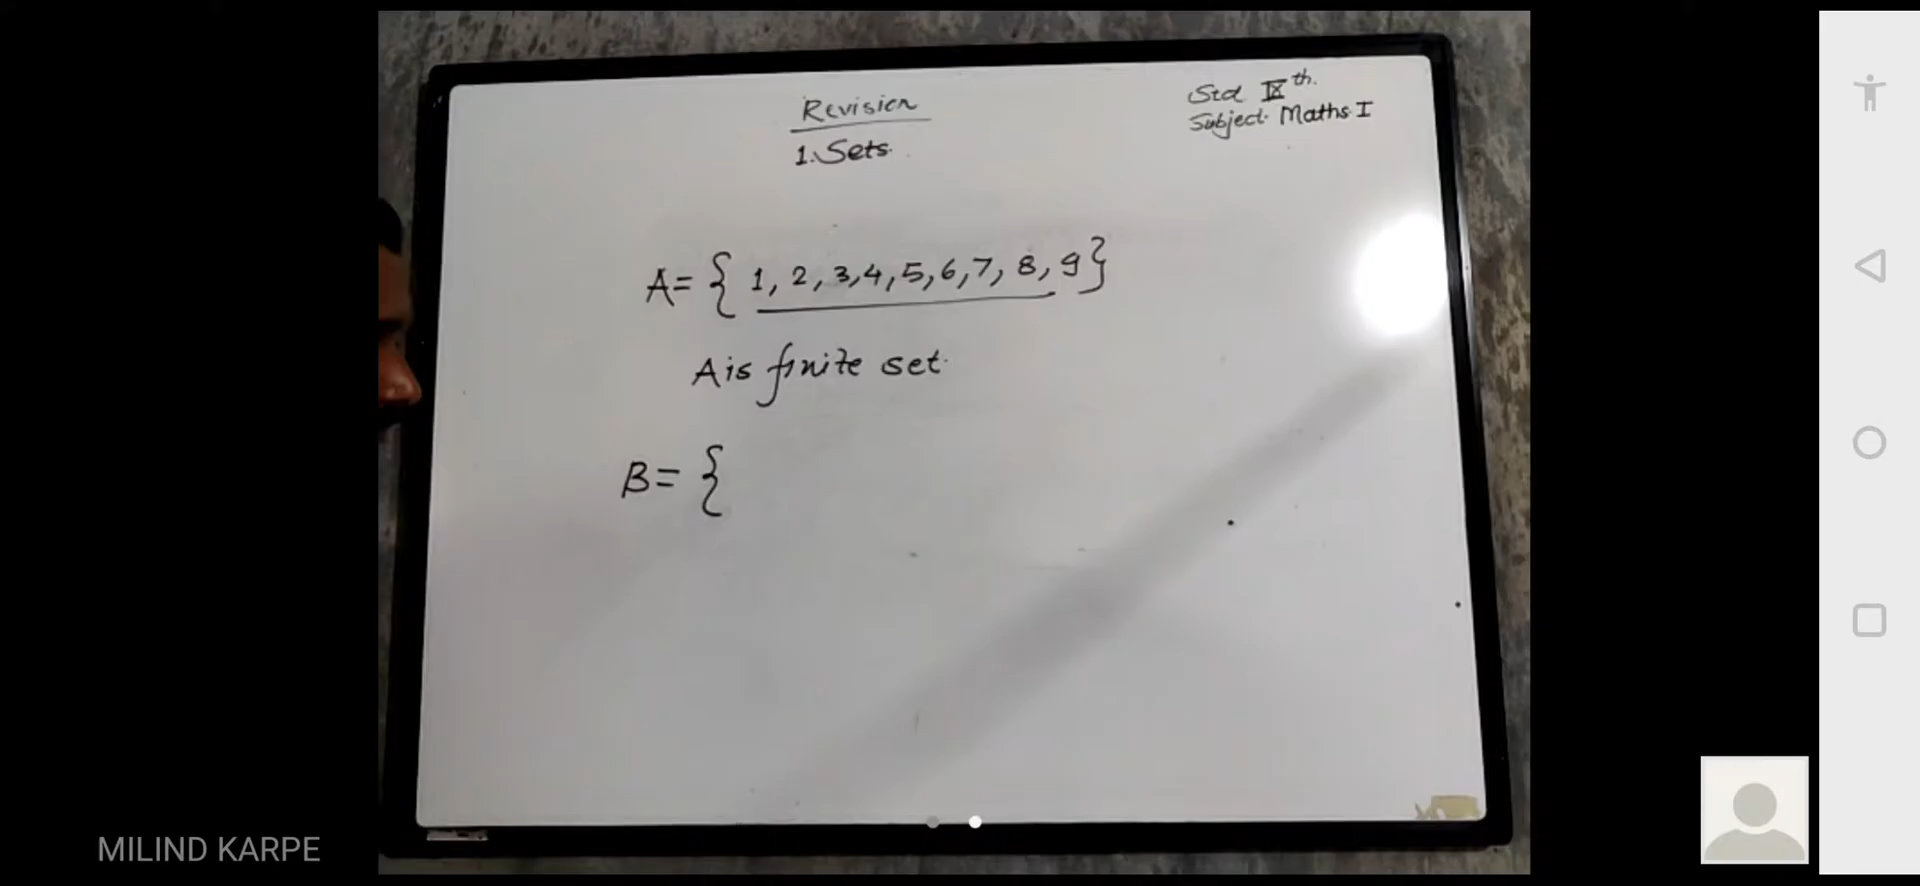 Revision
1. Sets.
Std IXth.
Subject. Maths I
A = { 1, 2, 3, 4, 5, 6, 7, 8, 9 }
A is finite set.
B = {
MILIND KARPE